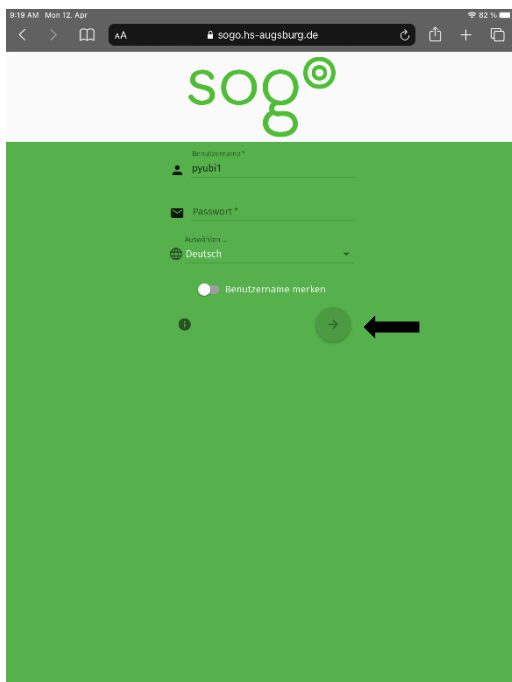 9:19 AM Mon 12. Apr
82 %
AA
sogo.hs-augsburg.de
sogo
Benutzername *
pyubi1
Passwort *
Auswählen ...
Deutsch
Benutzername merken